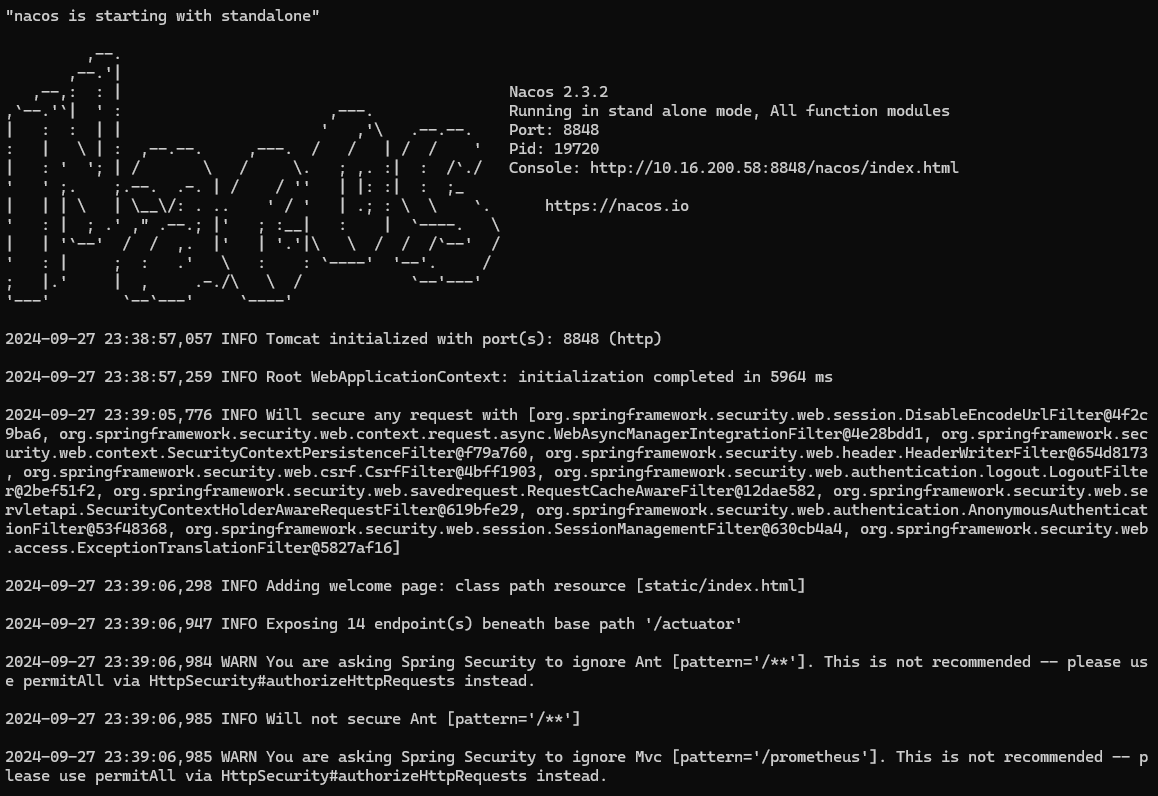 "nacos is starting with standalone"
Nacos 2.3.2
Running in stand alone mode, All function modules
Port: 8848
Pid: 19720
Console: http://10.16.200.58:8848/nacos/index.html
https://nacos.io
2024-09-27 23:38:57,057 INFO Tomcat initialized with port(s): 8848 (http)
2024-09-27 23:38:57,259 INFO Root WebApplicationContext: initialization completed in 5964 ms
2024-09-27 23:39:05,776 INFO Will secure any request with [org.springframework.security.web.session.DisableEncodeUrlFilter@4f2c
9ba6, org.springframework.security.web.context.request.async.WebAsyncManagerIntegrationFilter@4e28bdd1, org.springframework.sec
urity.web.context.SecurityContextPersistenceFilter@f79a760, org.springframework.security.web.header.HeaderWriterFilter@654d8173
, org.springframework.security.web.csrf.CsrfFilter@4bff1903, org.springframework.security.web.authentication.logout.LogoutFilte
r@2bef51f2, org.springframework.security.web.savedrequest.RequestCacheAwareFilter@12dae582, org.springframework.security.web.se
rvletapi.SecurityContextHolderAwareRequestFilter@619bfe29, org.springframework.security.web.authentication.AnonymousAuthenticat
ionFilter@53f48368, org.springframework.security.web.session.SessionManagementFilter@630cb4a4, org.springframework.security.web
.access.ExceptionTranslationFilter@5827af16]
2024-09-27 23:39:06,298 INFO Adding welcome page: class path resource [static/index.html]
2024-09-27 23:39:06,947 INFO Exposing 14 endpoint(s) beneath base path '/actuator'
2024-09-27 23:39:06,984 WARN You are asking Spring Security to ignore Ant [pattern='/**']. This is not recommended -- please us
e permitAll via HttpSecurity#authorizeHttpRequests instead.
2024-09-27 23:39:06,985 INFO Will not secure Ant [pattern='/**']
2024-09-27 23:39:06,985 WARN You are asking Spring Security to ignore Mvc [pattern='/prometheus']. This is not recommended -- p
lease use permitAll via HttpSecurity#authorizeHttpRequests instead.